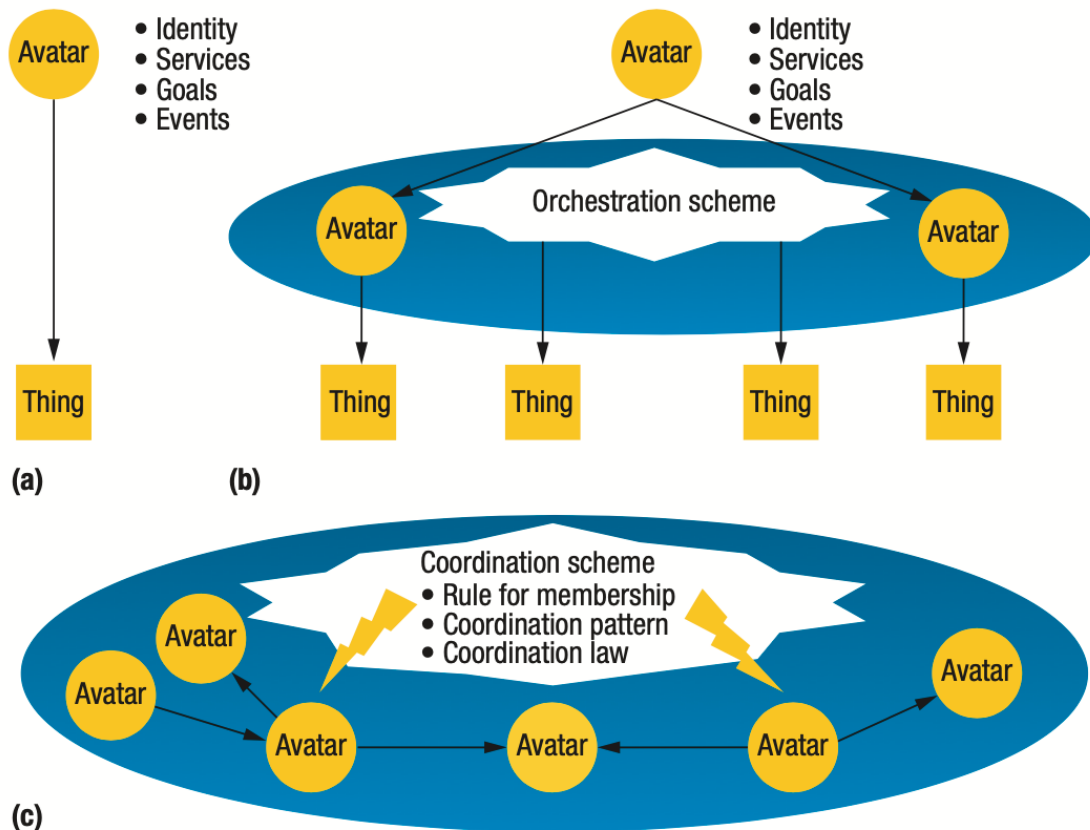 Avatar
• Identity
• Services
• Goals
• Events
Thing
(a)
Avatar
• Identity
• Services
• Goals
• Events
Orchestration scheme
Avatar
Avatar
Thing
Thing
Thing
Thing
(b)
Coordination scheme
• Rule for membership
• Coordination pattern
• Coordination law
Avatar
Avatar
Avatar
Avatar
Avatar
Avatar
(c)